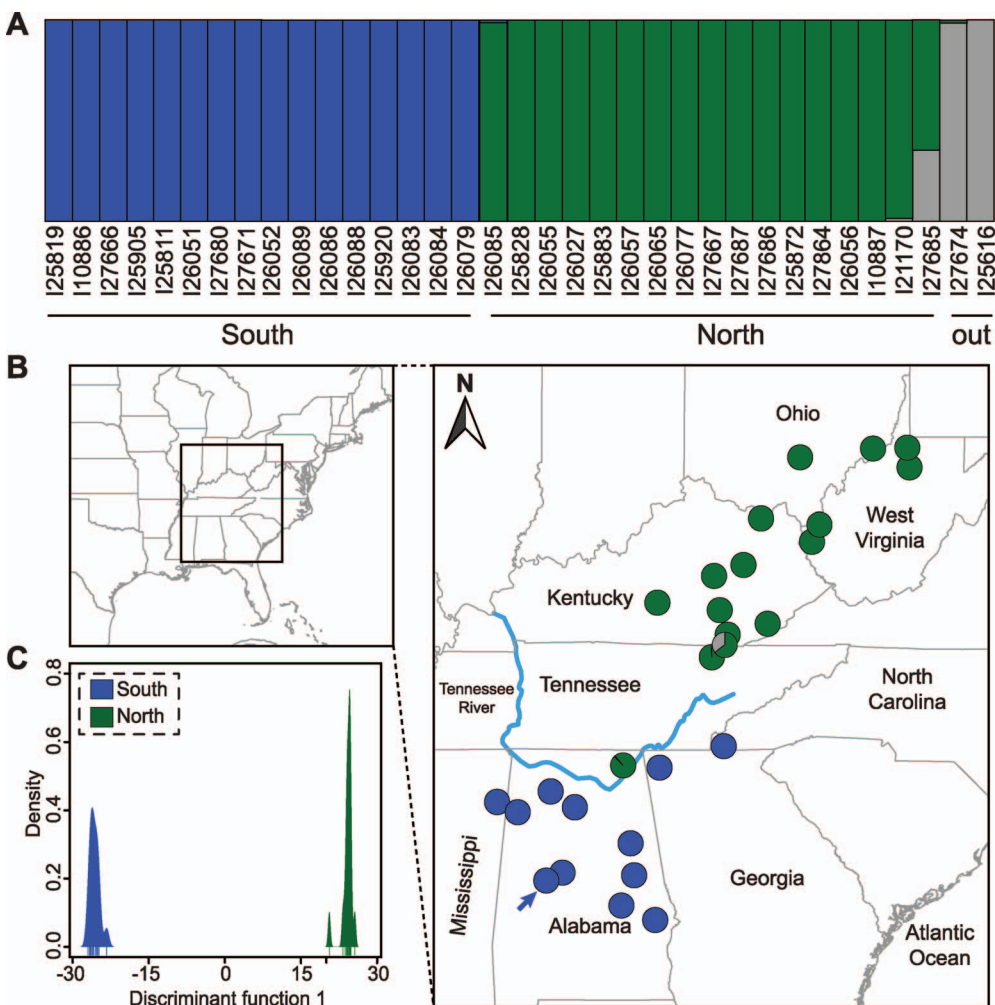 A
I25819
I10886
I27666
I259905
I25811
I26051
I27680
I27671
I26052
I26089
I26086
I26088
I25920
I26083
I26084
I26079
I26085
I25828
I26055
I26027
I25883
I26057
I26065
I26077
I27667
I27687
I27686
I25872
I27864
I26056
I10887
I21170
I27685
I27674
I25616
South
North
out
B
N
Ohio
West
Virginia
Kentucky
Tennessee
River
Tennessee
North
Carolina
Mississippi
Alabama
Georgia
Atlantic
Ocean
C
South
North
Density
0.8
0.6
0.4
0.2
0.0
-30
-15
0
15
30
Discriminant function 1